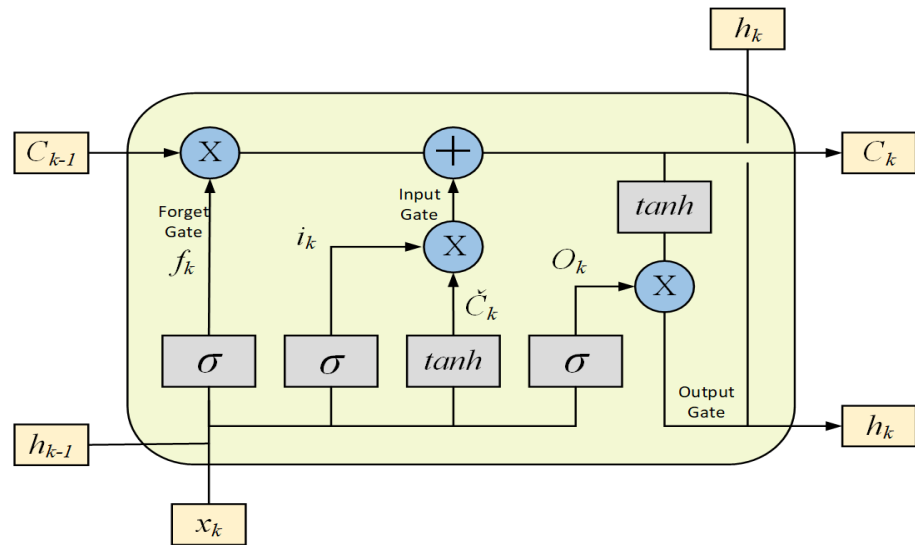 h_k
C_{k-1}
X
+
C_k
Forget
Gate
f_k
Input
Gate
tanh
i_k
X
O_k
X
Č_k
σ
σ
tanh
σ
Output
Gate
h_{k-1}
h_k
x_k